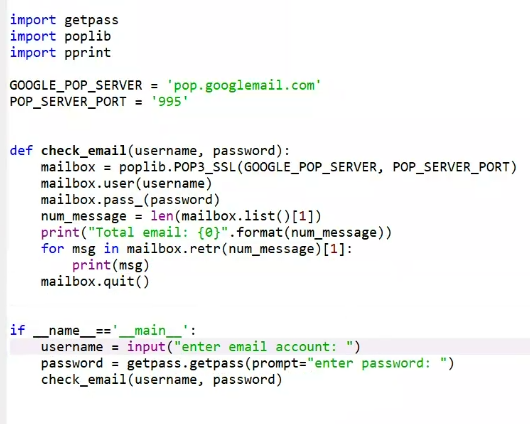 import getpass
import poplib
import pprint

GOOGLE_POP_SERVER = 'pop.googlemail.com'
POP_SERVER_PORT = '995'


def check_email(username, password):
    mailbox = poplib.POP3_SSL(GOOGLE_POP_SERVER, POP_SERVER_PORT)
    mailbox.user(username)
    mailbox.pass_(password)
    num_message = len(mailbox.list()[1])
    print("Total email: {0}".format(num_message))
    for msg in mailbox.retr(num_message)[1]:
        print(msg)
    mailbox.quit()


if __name__=='__main__':
    username = input("enter email account: ")
    password = getpass.getpass(prompt="enter password: ")
    check_email(username, password)